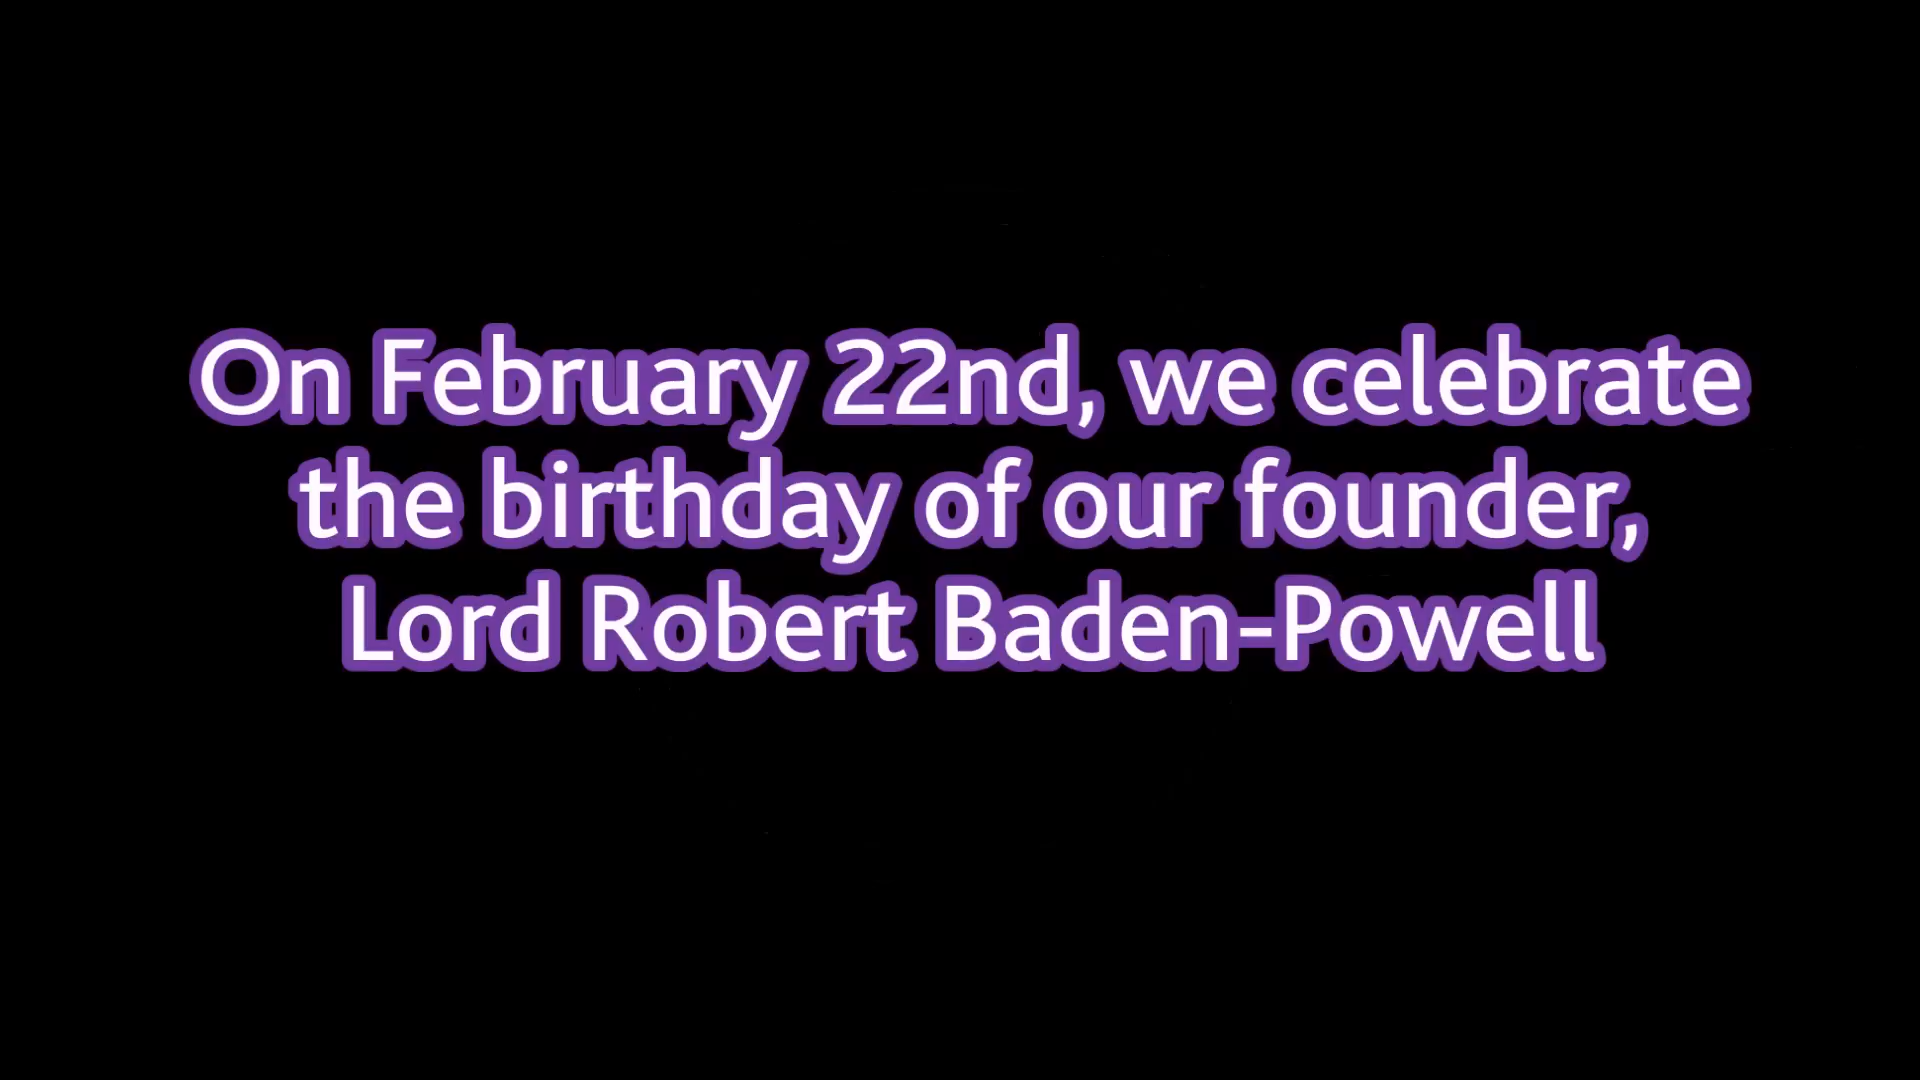 On February 22nd, we celebrate
the birthday of our founder,
Lord Robert Baden-Powell